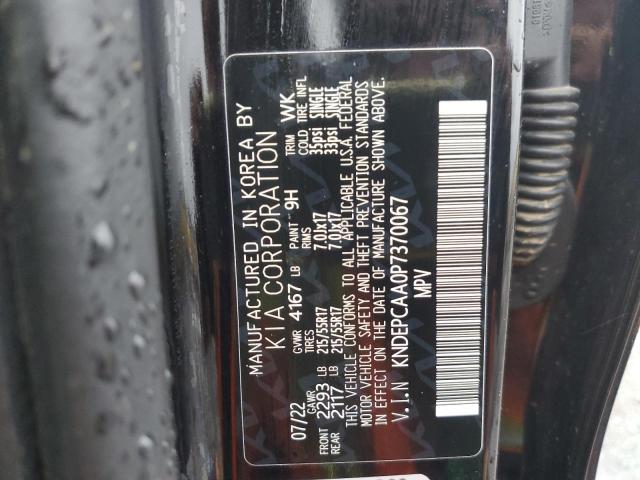 MANUFACTURED IN KOREA BY
KIA CORPORATION
07/22 GVWR 4167 LB PAINT 9H TRIM WK
GAWR TIRES RIMS COLD TIRE INFL
FRONT 2293 LB 215/55R17 7.0Jx17 35psi SINGLE
REAR 2117 LB 215/55R17 7.0Jx17 33psi SINGLE
THIS VEHICLE CONFORMS TO ALL APPLICABLE U.S.A. FEDERAL
MOTOR VEHICLE SAFETY AND THEFT PREVENTION STANDARDS
IN EFFECT ON THE DATE OF MANUFACTURE SHOWN ABOVE.
V.I.N KNDEPCAA0P7370067
MPV